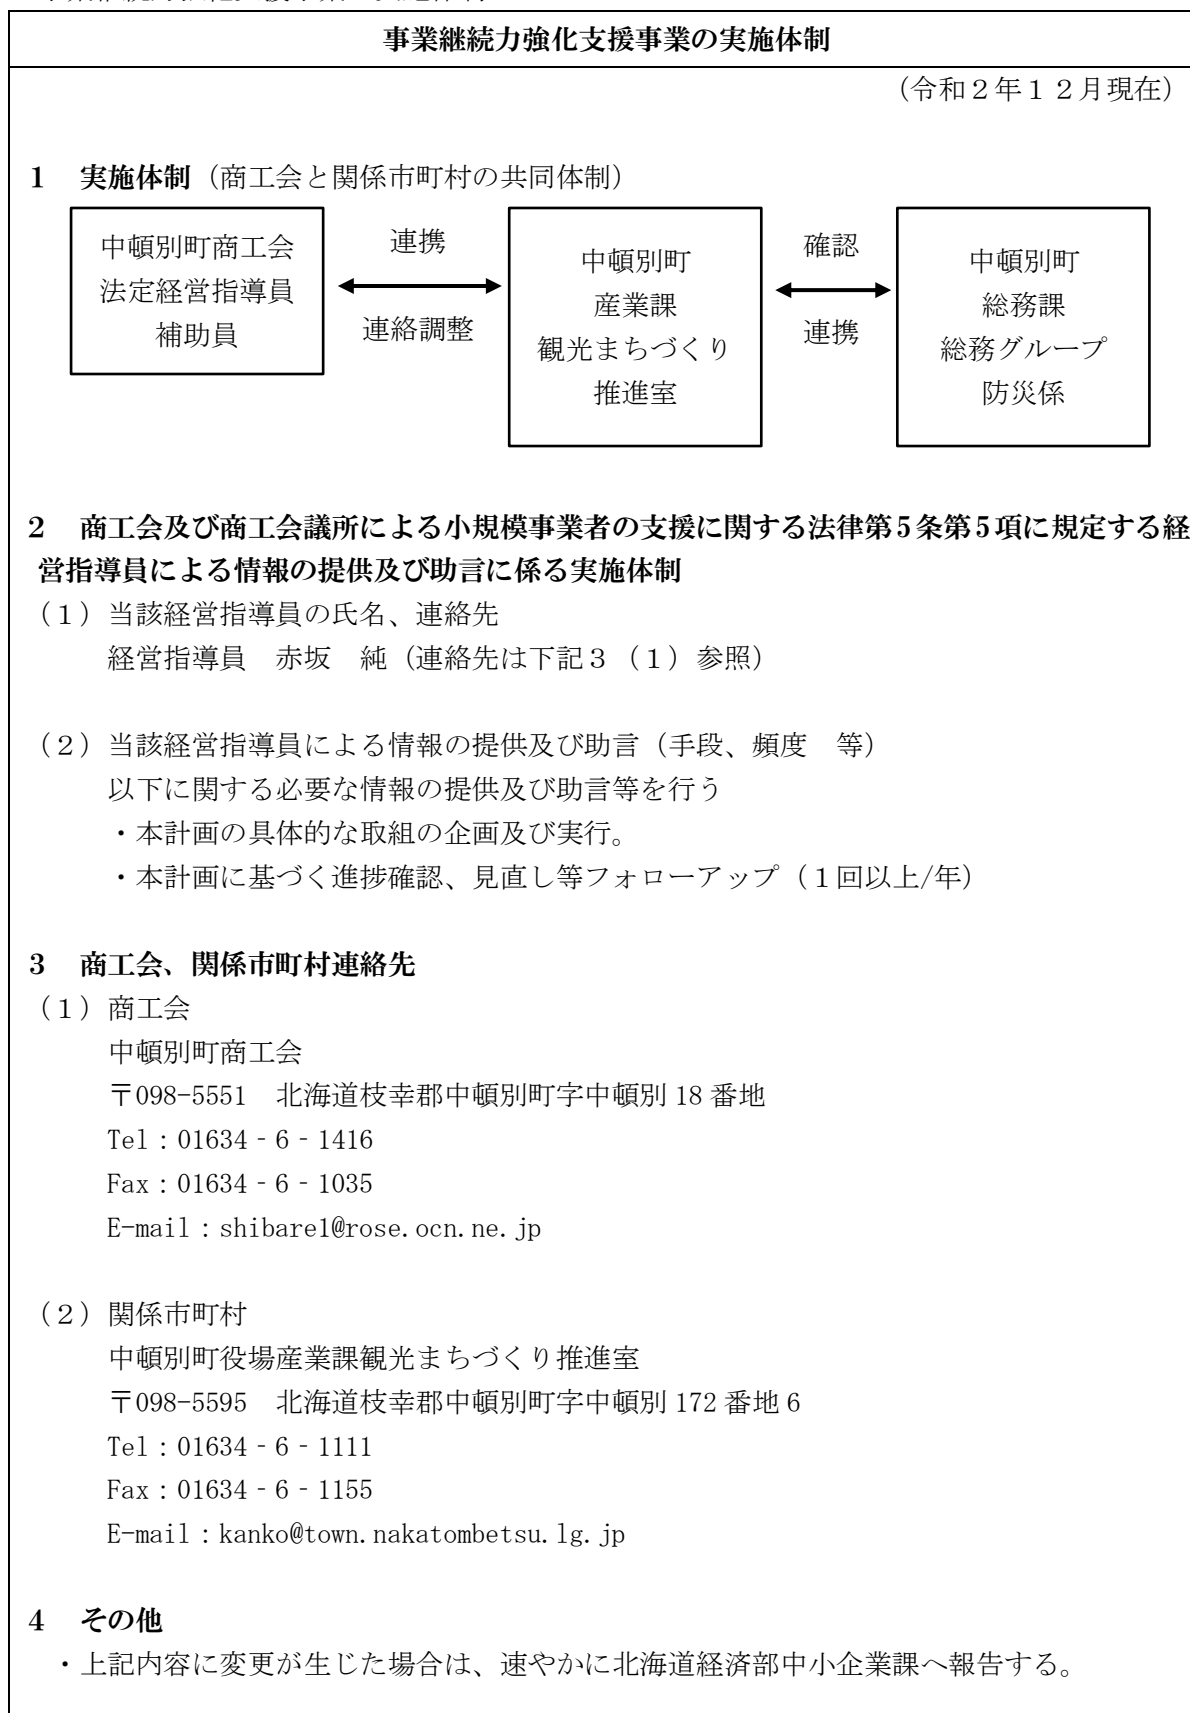 事業継続力強化支援事業の実施体制
（令和２年１２月現在）
１　実施体制（商工会と関係市町村の共同体制）
中頓別町商工会
法定経営指導員
補助員
連携
連絡調整
中頓別町
産業課
観光まちづくり
推進室
確認
連携
中頓別町
総務課
総務グループ
防災係
２　商工会及び商工会議所による小規模事業者の支援に関する法律第５条第５項に規定する経
営指導員による情報の提供及び助言に係る実施体制
（１）当該経営指導員の氏名、連絡先
経営指導員　赤坂　純（連絡先は下記３（１）参照）
（２）当該経営指導員による情報の提供及び助言（手段、頻度　等）
以下に関する必要な情報の提供及び助言等を行う
・本計画の具体的な取組の企画及び実行。
・本計画に基づく進捗確認、見直し等フォローアップ（１回以上/年）
３　商工会、関係市町村連絡先
（１）商工会
中頓別町商工会
〒098-5551　北海道枝幸郡中頓別町字中頓別 18 番地
Tel：01634‐6‐1416
Fax：01634‐6‐1035
E-mail：shibare1@rose.ocn.ne.jp
（２）関係市町村
中頓別町役場産業課観光まちづくり推進室
〒098-5595　北海道枝幸郡中頓別町字中頓別 172 番地 6
Tel：01634‐6‐1111
Fax：01634‐6‐1155
E-mail：kanko@town.nakatombetsu.lg.jp
４　その他
・上記内容に変更が生じた場合は、速やかに北海道経済部中小企業課へ報告する。